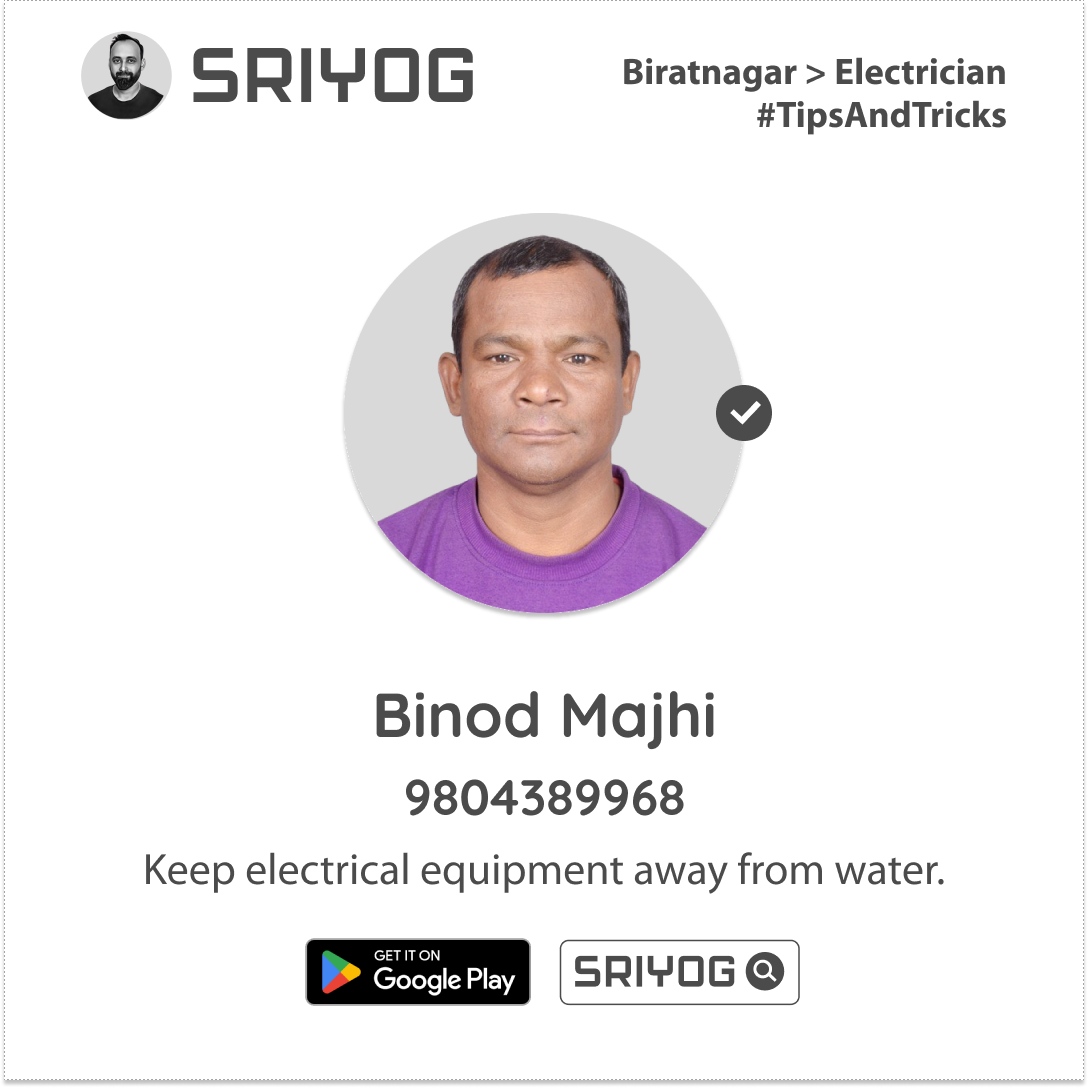 SRIYOG
Biratnagar > Electrician
#TipsAndTricks
Binod Majhi
9804389968
Keep electrical equipment away from water.
GET IT ON
Google Play
SRIYOG